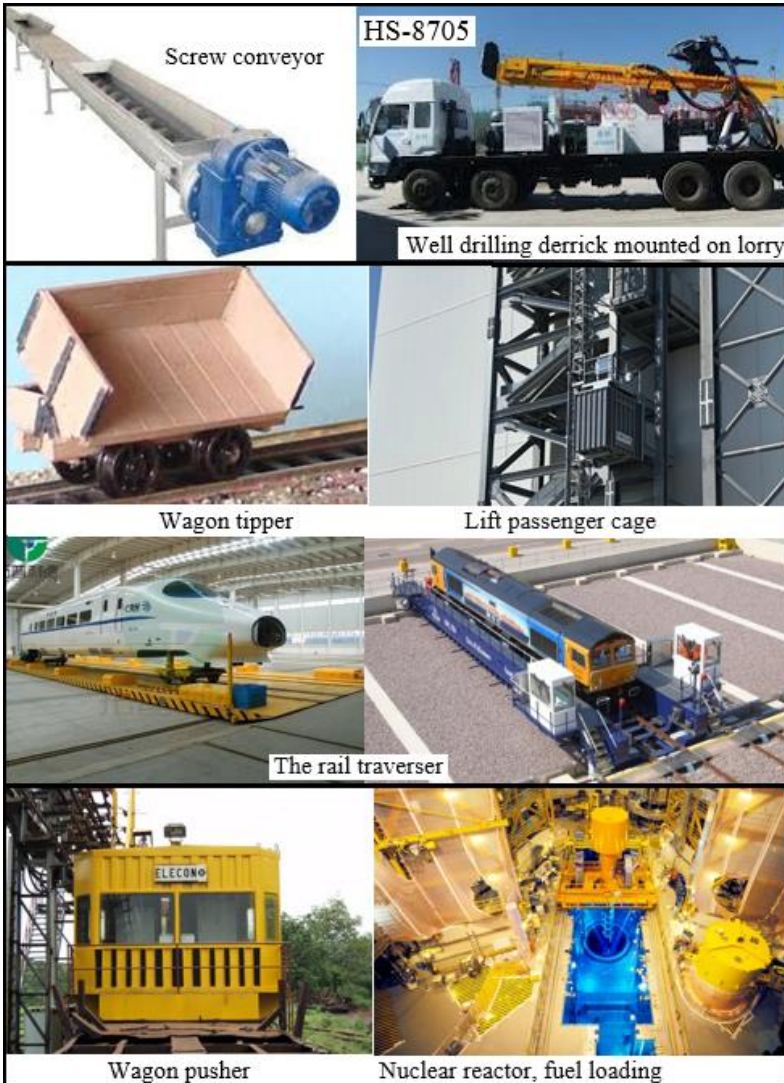 Screw conveyor
HS-8705
Well drilling derrick mounted on lorry
Wagon tipper
Lift passenger cage
CRH
The rail traverser
ELECON
Wagon pusher
Nuclear reactor, fuel loading